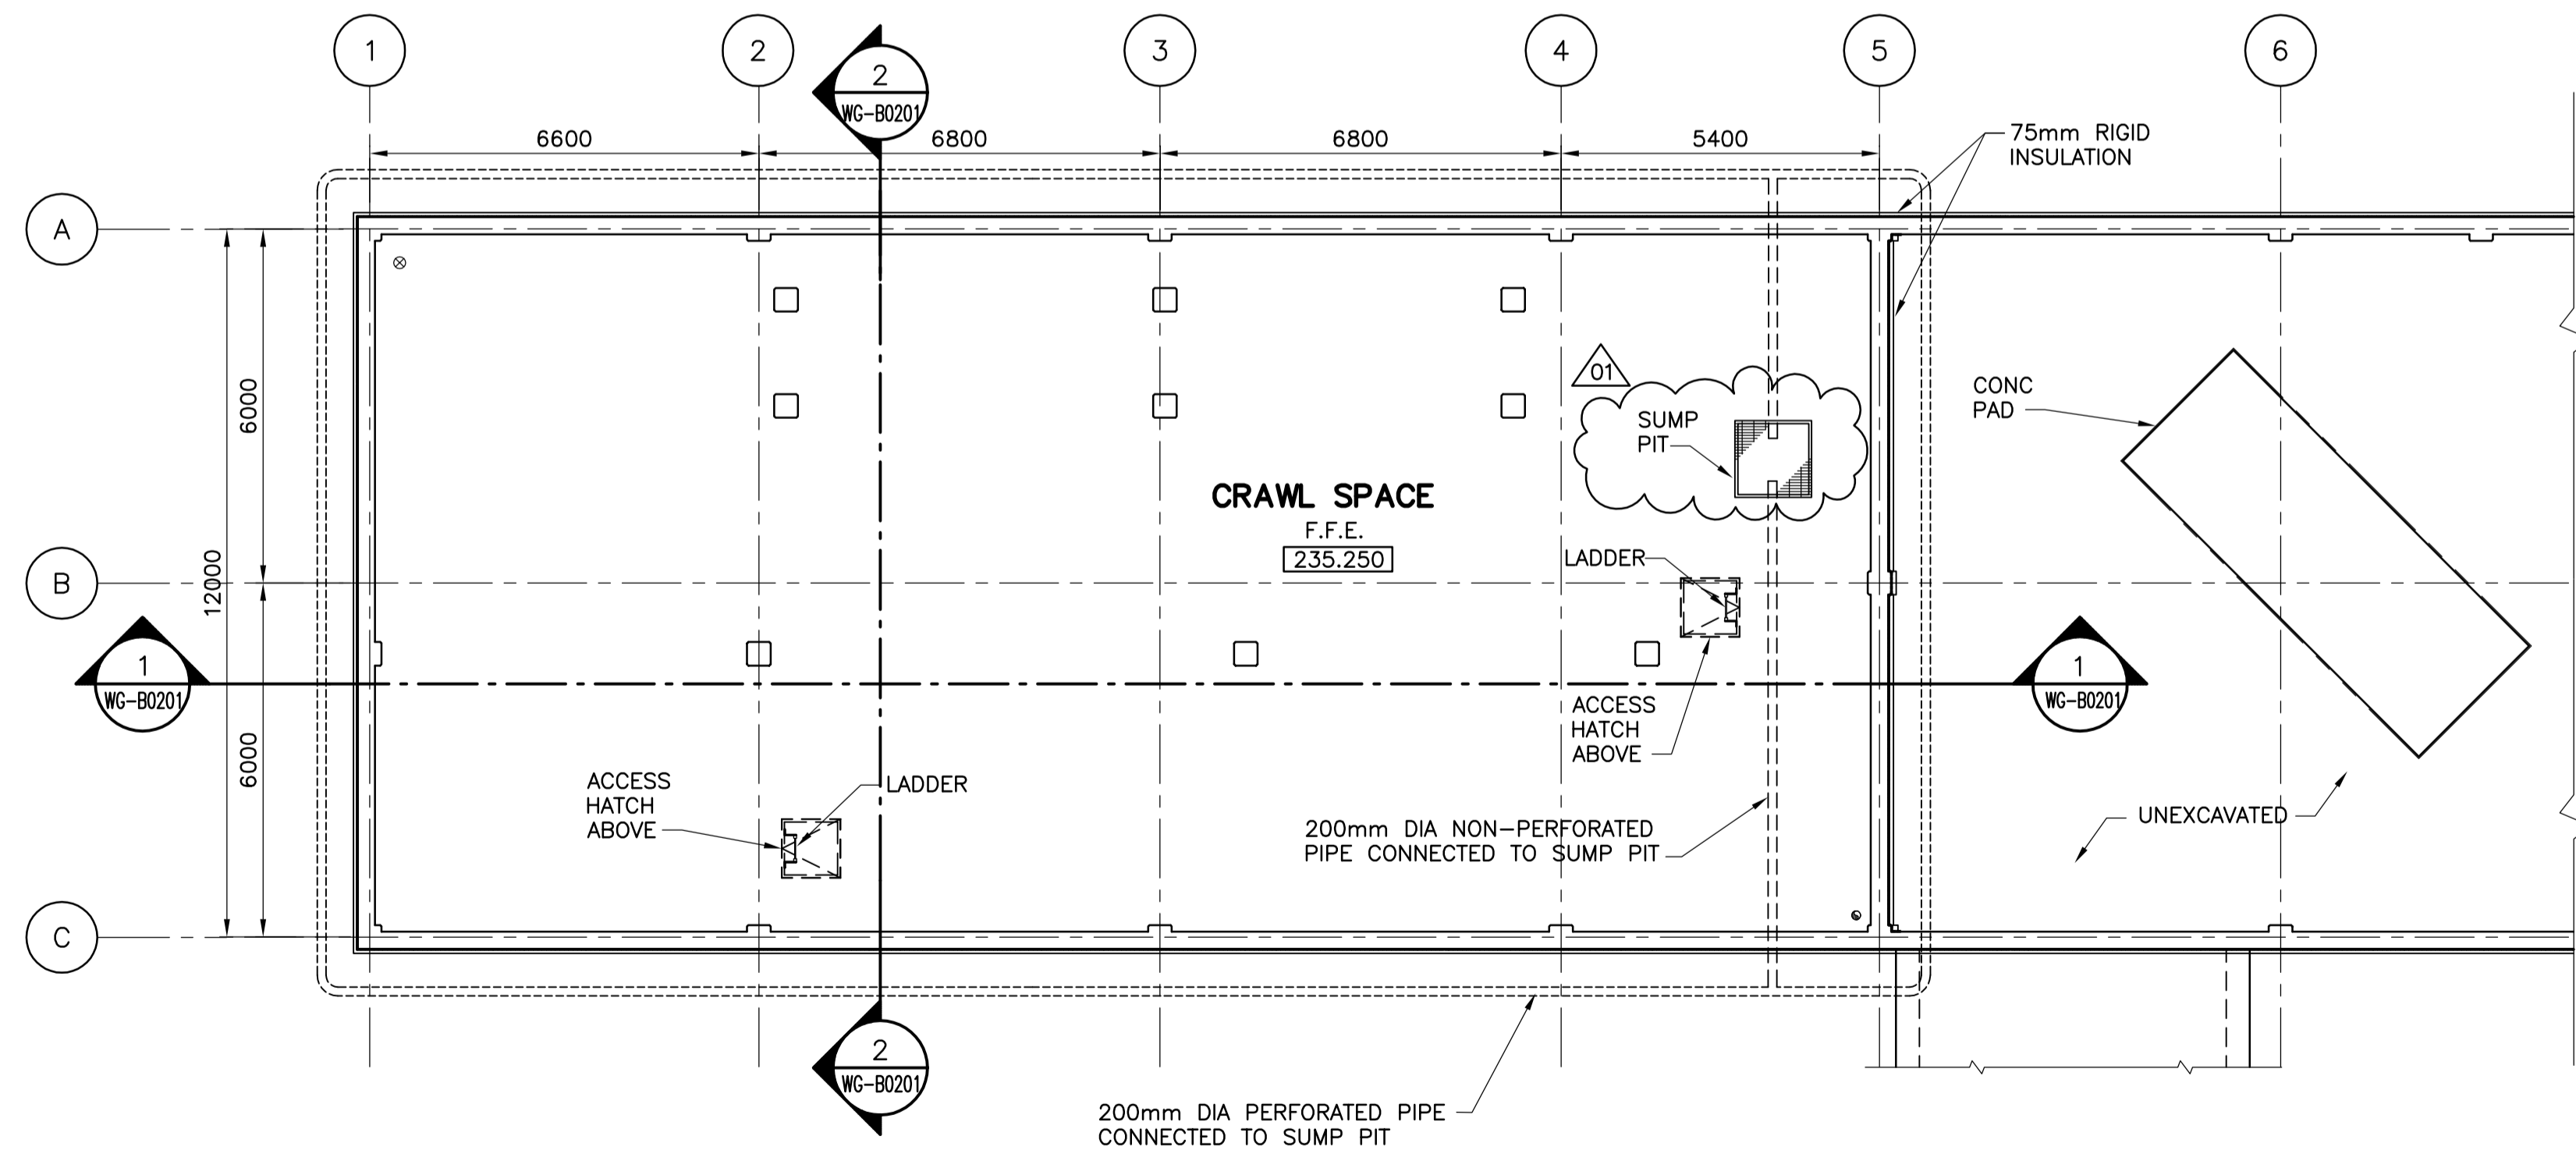 1
2
3
4
5
6
2
WG-B0201
6600
6800
6800
5400
75mm RIGID
INSULATION
A
B
C
6000
12000
6000
01
SUMP
PIT
CONC
PAD
CRAWL SPACE
F.F.E.
235.250
LADDER
1
WG-B0201
1
WG-B0201
ACCESS
HATCH
ABOVE
ACCESS
HATCH
ABOVE
LADDER
200mm DIA NON-PERFORATED
PIPE CONNECTED TO SUMP PIT
UNEXCAVATED
2
WG-B0201
200mm DIA PERFORATED PIPE
CONNECTED TO SUMP PIT